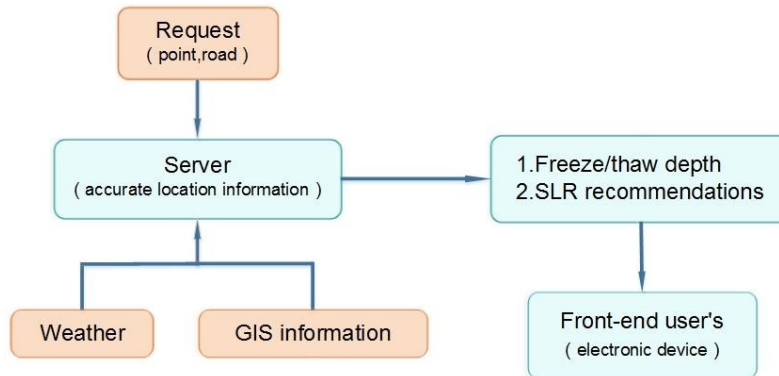 Request
( point,road )
Server
( accurate location information )
1.Freeze/thaw depth
2.SLR recommendations
Weather
GIS information
Front-end user's
( electronic device )